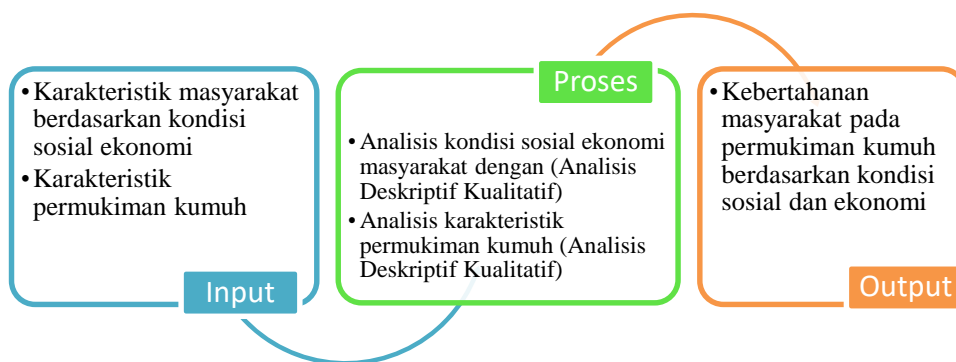 •Karakteristik masyarakat
berdasarkan kondisi
sosial ekonomi
•Karakteristik
permukiman kumuh
Input
Proses
•Analisis kondisi sosial ekonomi
masyarakat dengan (Analisis
Deskriptif Kualitatif)
•Analisis karakteristik
permukiman kumuh (Analisis
Deskriptif Kualitatif)
•Kebertahanan
masyarakat pada
permukiman kumuh
berdasarkan kondisi
sosial dan ekonomi
Output